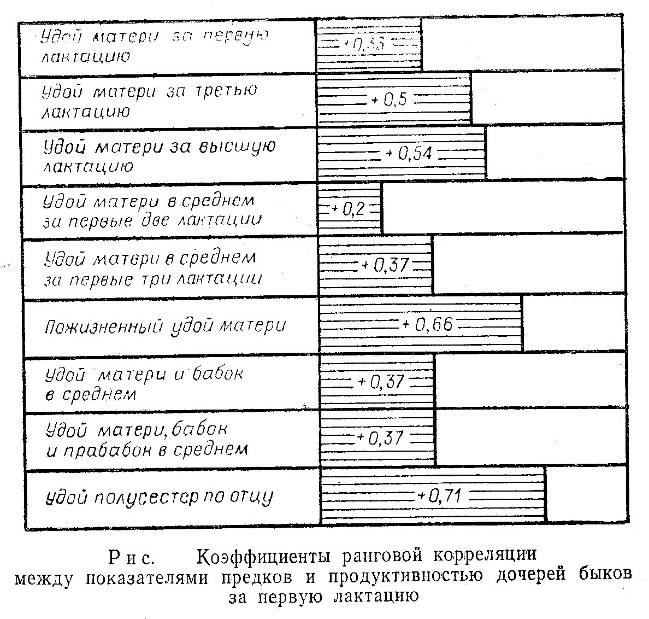 Удой матери за первую
лактацию
+0,33
Удой матери за третью
лактацию
+0,5
Удой матери за высшую
лактацию
+0,54
Удой матери в среднем
за первые две лактации
+0,2
Удой матери в среднем
за первые три лактации
+0,37
Пожизненный удой матери
+0,66
Удой матери и бабок
в среднем
+0,37
Удой матери, бабок
и прабабок в среднем
+0,37
Удой полусестер по отцу
+0,71
Рис. Коэффициенты ранговой корреляции
между показателями предков и продуктивностью дочерей быков
за первую лактацию